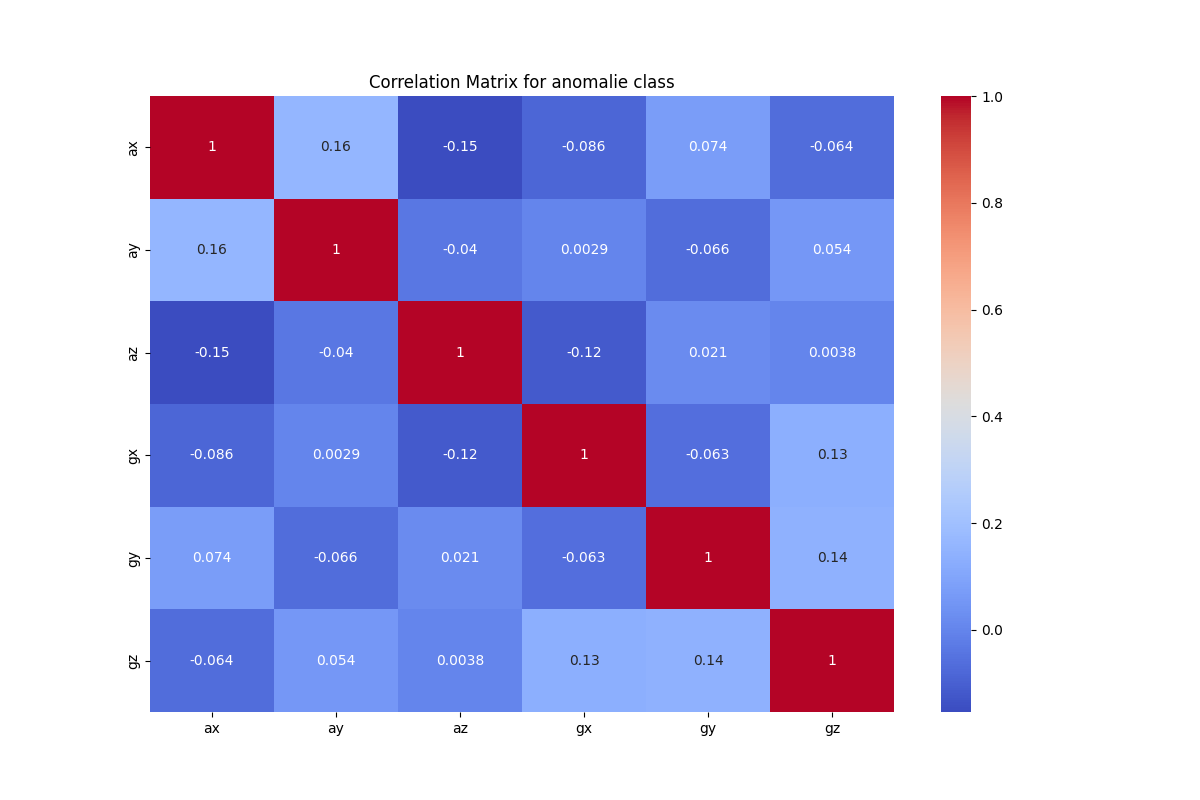 Correlation Matrix for anomalie class
ax 1 0.16 -0.15 -0.086 0.074 -0.064
ay 0.16 1 -0.04 0.0029 -0.066 0.054
az -0.15 -0.04 1 -0.12 0.021 0.0038
gx -0.086 0.0029 -0.12 1 -0.063 0.13
gy 0.074 -0.066 0.021 -0.063 1 0.14
gz -0.064 0.054 0.0038 0.13 0.14 1
ax ay az gx gy gz
1.0
0.8
0.6
0.4
0.2
0.0